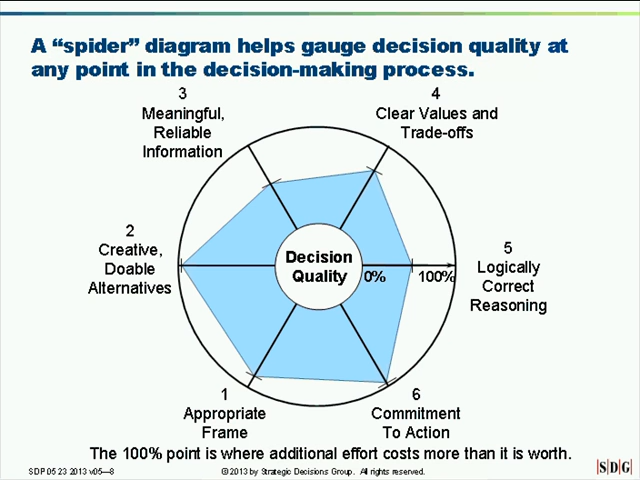 A “spider” diagram helps gauge decision quality at
any point in the decision-making process.
3
Meaningful,
Reliable
Information
4
Clear Values and
Trade-offs
2
Creative,
Doable
Alternatives
Decision
Quality
0%
100%
5
Logically
Correct
Reasoning
1
Appropriate
Frame
6
Commitment
To Action
The 100% point is where additional effort costs more than it is worth.
SDP 05 23 2013 v05—8
© 2013 by Strategic Decisions Group. All rights reserved.
SDG